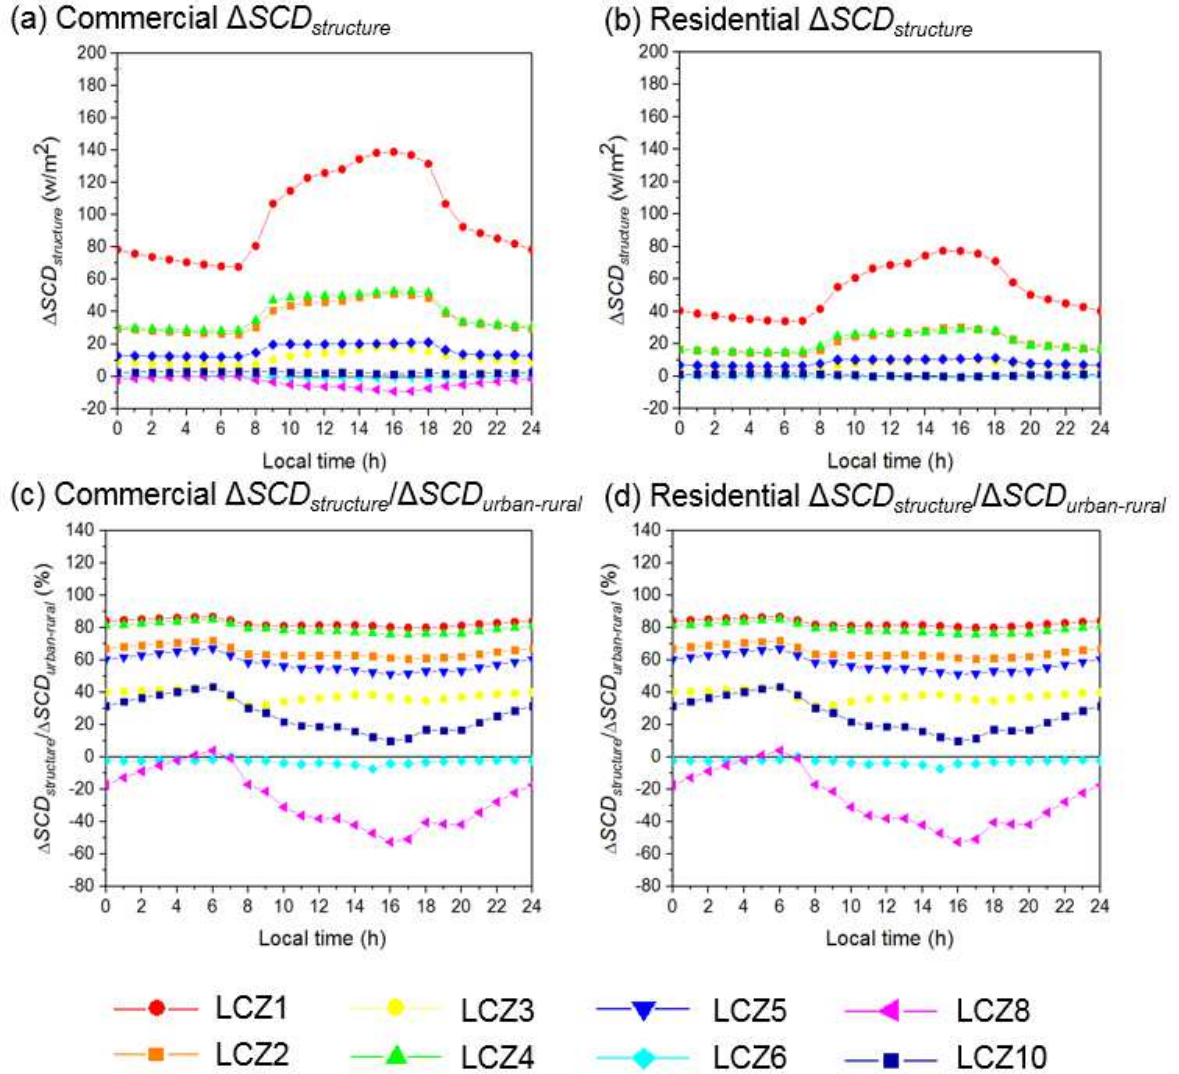 (a) Commercial ΔSCDstructure
(b) Residential ΔSCDstructure
ΔSCDstructure (w/m2)
200
180
160
140
120
100
80
60
40
20
0
-20
0 2 4 6 8 10 12 14 16 18 20 22 24
Local time (h)
ΔSCDstructure (w/m2)
200
180
160
140
120
100
80
60
40
20
0
-20
0 2 4 6 8 10 12 14 16 18 20 22 24
Local time (h)
(c) Commercial ΔSCDstructure/ΔSCDurban-rural
(d) Residential ΔSCDstructure/ΔSCDurban-rural
ΔSCDstructure/ΔSCDurban-rural (%)
140
120
100
80
60
40
20
0
-20
-40
-60
-80
0 2 4 6 8 10 12 14 16 18 20 22 24
Local time (h)
ΔSCDstructure/ΔSCDurban-rural (%)
140
120
100
80
60
40
20
0
-20
-40
-60
-80
0 2 4 6 8 10 12 14 16 18 20 22 24
Local time (h)
LCZ1 LCZ3 LCZ5 LCZ8
LCZ2 LCZ4 LCZ6 LCZ10